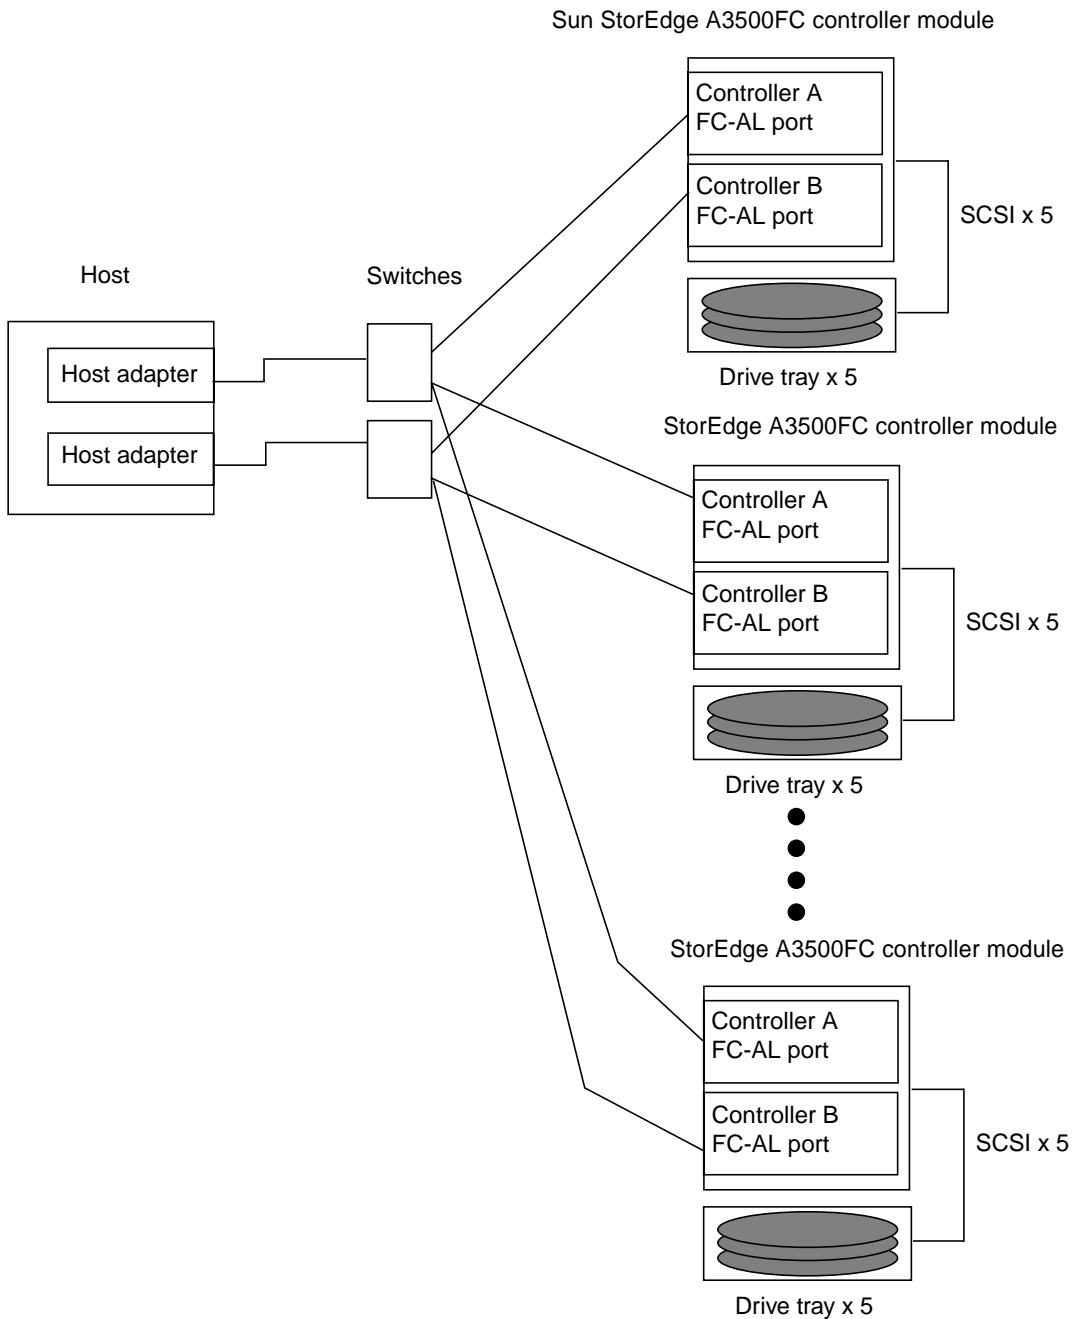 Sun StorEdge A3500FC controller module
Controller A
FC-AL port
Controller B
FC-AL port
SCSI x 5
Drive tray x 5
Host
Switches
Host adapter
Host adapter
StorEdge A3500FC controller module
Controller A
FC-AL port
Controller B
FC-AL port
SCSI x 5
Drive tray x 5
StorEdge A3500FC controller module
Controller A
FC-AL port
Controller B
FC-AL port
SCSI x 5
Drive tray x 5